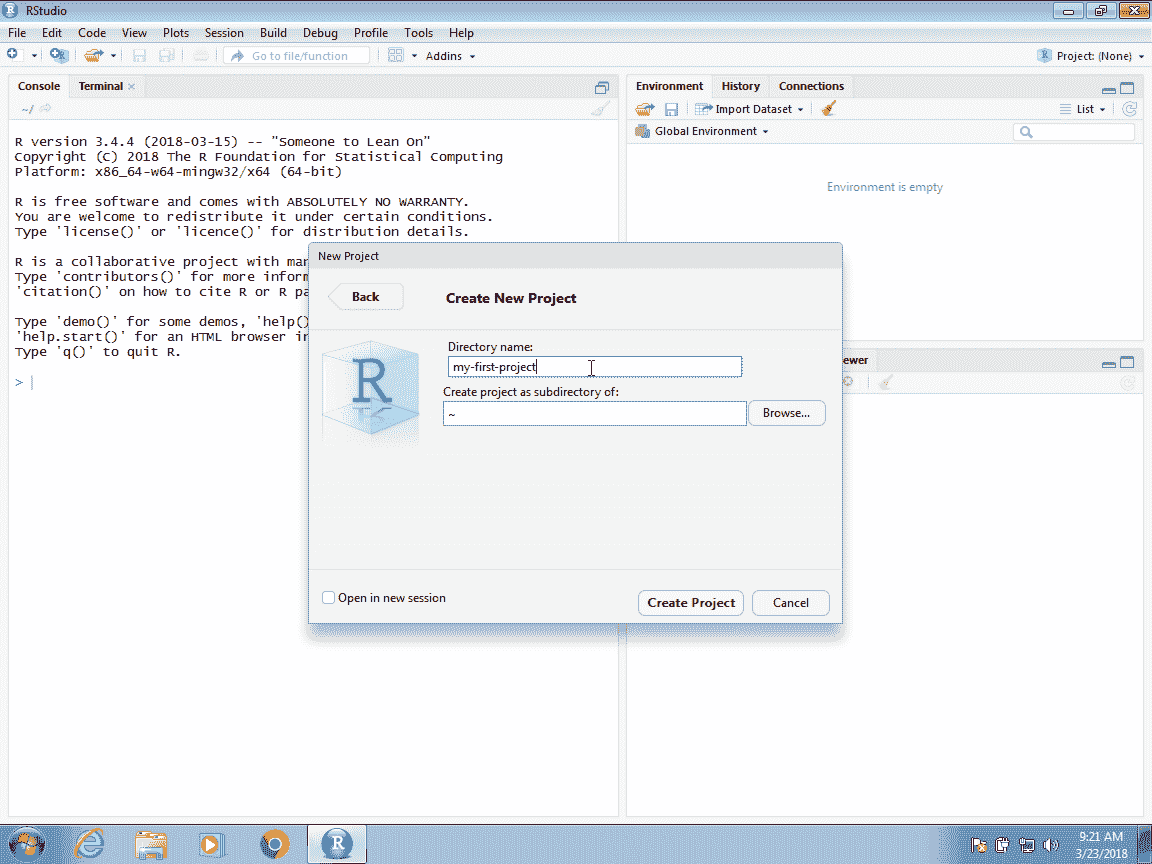 RStudio
File Edit Code View Plots Session Build Debug Profile Tools Help
Go to file/function Addins Project: (None)
Console Terminal
~/
R version 3.4.4 (2018-03-15) -- "Someone to Lean On"
Copyright (C) 2018 The R Foundation for Statistical Computing
Platform: x86_64-w64-mingw32/x64 (64-bit)
R is free software and comes with ABSOLUTELY NO WARRANTY.
You are welcome to redistribute it under certain conditions.
Type 'license()' or 'licence()' for distribution details.
R is a collaborative project with
Type 'contributors()' for more
'citation()' on how to cite R or R
Type 'demo()' for some demos, 'help()
'help.start()' for an HTML browser
Type 'q()' to quit R.
>
Environment History Connections
Import Dataset List
Global Environment
Environment is empty
New Project
Back Create New Project
R
Directory name:
my-first-project
Create project as subdirectory of:
~ Browse...
Open in new session Create Project Cancel
9:21 AM
3/23/2018